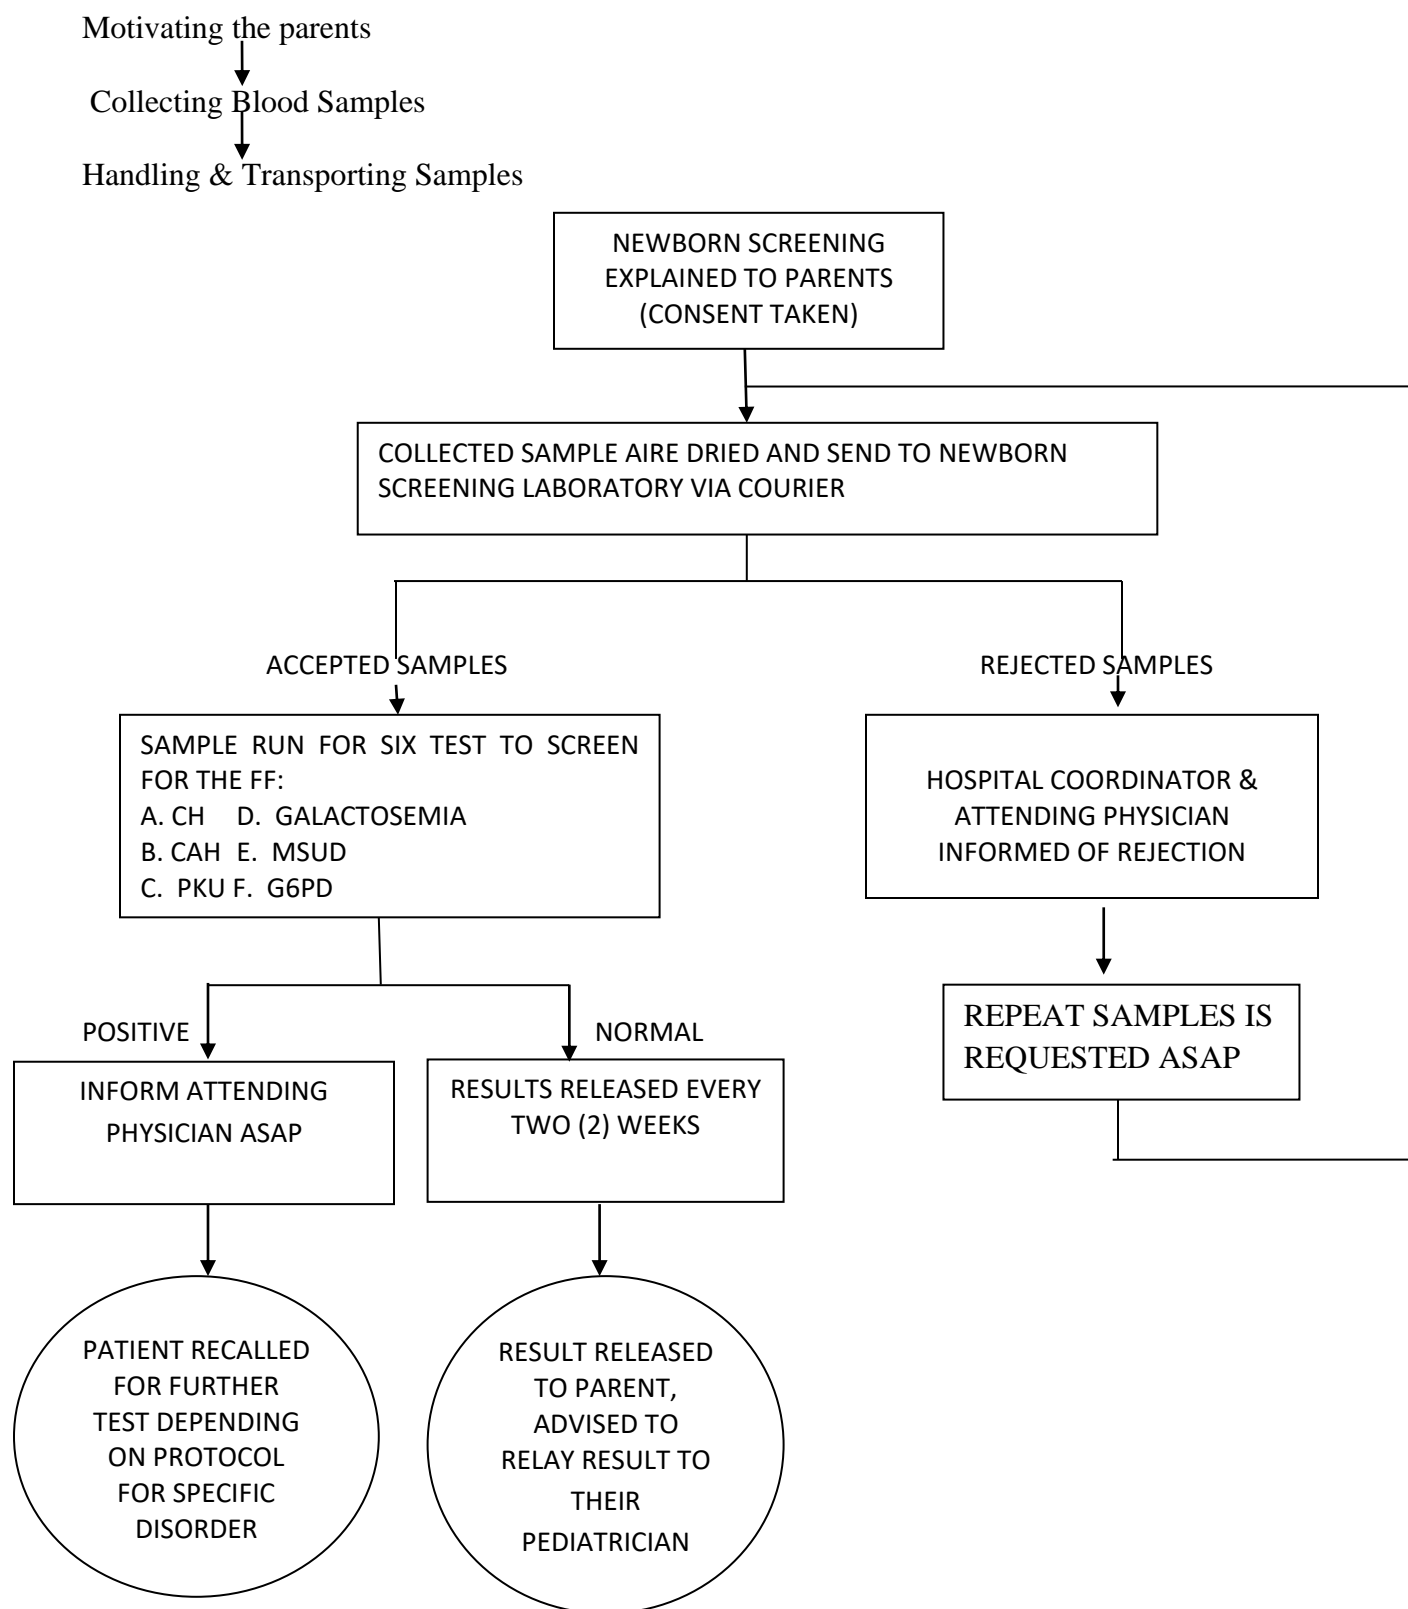 Motivating the parents
Collecting Blood Samples
Handling & Transporting Samples
NEWBORN SCREENING
EXPLAINED TO PARENTS
(CONSENT TAKEN)
COLLECTED SAMPLE AIRE DRIED AND SEND TO NEWBORN
SCREENING LABORATORY VIA COURIER
ACCEPTED SAMPLES
REJECTED SAMPLES
SAMPLE RUN FOR SIX TEST TO SCREEN
FOR THE FF:
A. CH D. GALACTOSEMIA
B. CAH E. MSUD
C. PKU F. G6PD
HOSPITAL COORDINATOR &
ATTENDING PHYSICIAN
INFORMED OF REJECTION
REPEAT SAMPLES IS
REQUESTED ASAP
POSITIVE
NORMAL
INFORM ATTENDING
PHYSICIAN ASAP
RESULTS RELEASED EVERY
TWO (2) WEEKS
PATIENT RECALLED
FOR FURTHER
TEST DEPENDING
ON PROTOCOL
FOR SPECIFIC
DISORDER
RESULT RELEASED
TO PARENT,
ADVISED TO
RELAY RESULT TO
THEIR
PEDIATRICIAN